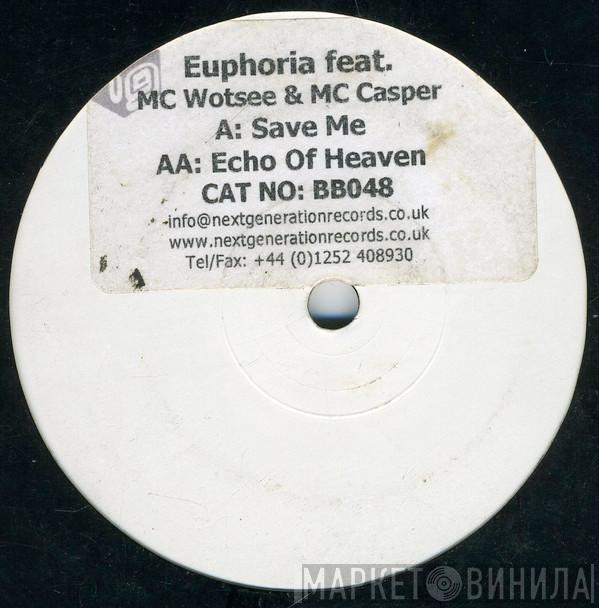 Euphoria feat.
MC Wotsee & MC Casper
A: Save Me
AA: Echo Of Heaven
CAT NO: BB048
info@nextgenerationrecords.co.uk
www.nextgenerationrecords.co.uk
Tel/Fax: +44 (0)1252 408930
МАРКЕТ ВИНИЛА